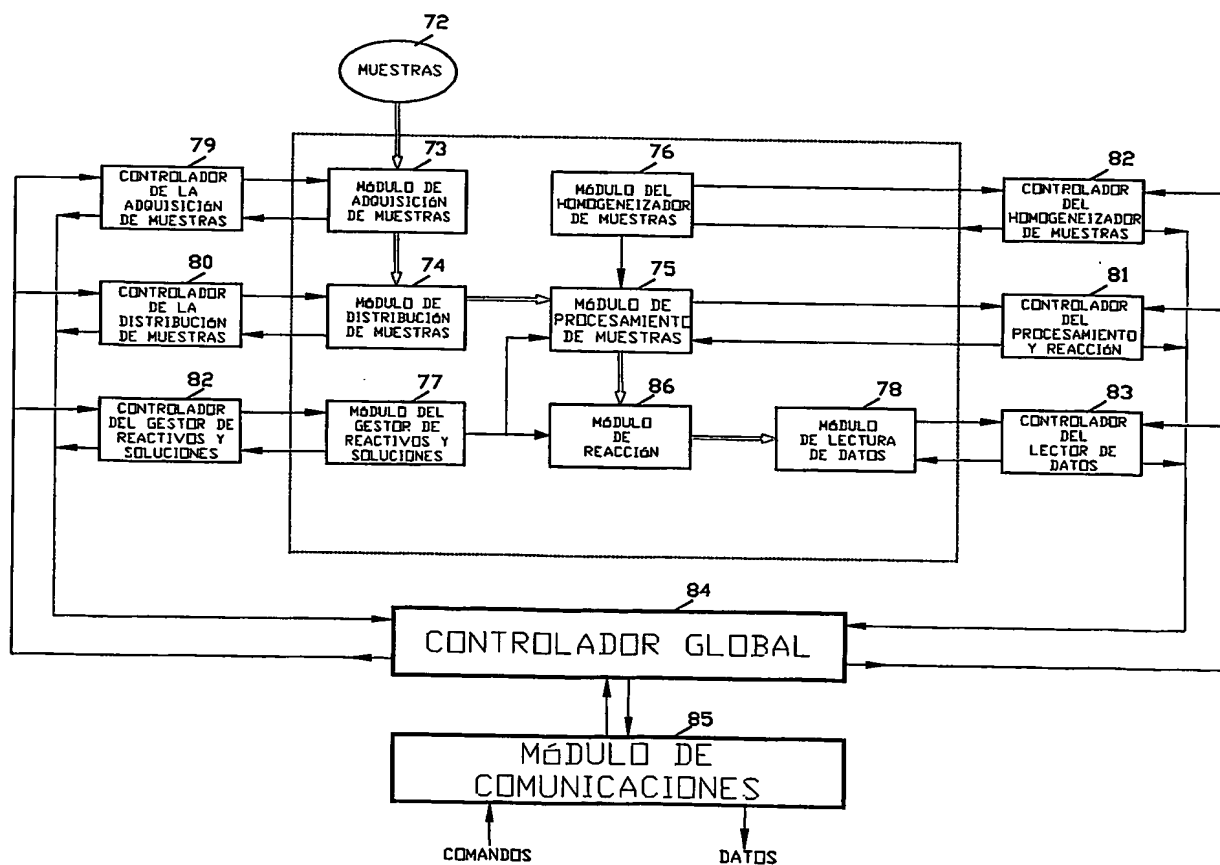 72
MUESTRAS
79
CONTROLADOR
DE LA
ADQUISICIóN
DE MUESTRAS
73
MóDULO DE
ADQUISICIóN
DE MUESTRAS
76
MóDULO DEL
HOMOGENEIZADOR
DE MUESTRAS
82
CONTROLADOR
DEL
HOMOGENEIZADOR
DE MUESTRAS
80
CONTROLADOR
DE LA
DISTRIBUCIóN
DE MUESTRAS
74
MóDULO DE
DISTRIBUCIóN
DE MUESTRAS
75
MóDULO DE
PROCESAMIENTO
DE MUESTRAS
81
CONTROLADOR
DEL
PROCESAMIENTO
Y REACCIóN
82
CONTROLADOR
DEL GESTOR DE
REACTIVOS Y
SOLUCIONES
77
MóDULO DEL
GESTOR DE
REACTIVOS Y
SOLUCIONES
86
MóDULO
DE
REACCIóN
78
MóDULO
DE LECTURA
DE DATOS
83
CONTROLADOR
DEL
LECTOR DE
DATOS
84
CONTROLADOR GLOBAL
85
MóDULO DE
COMUNICACIONES
COMANDOS
DATOS